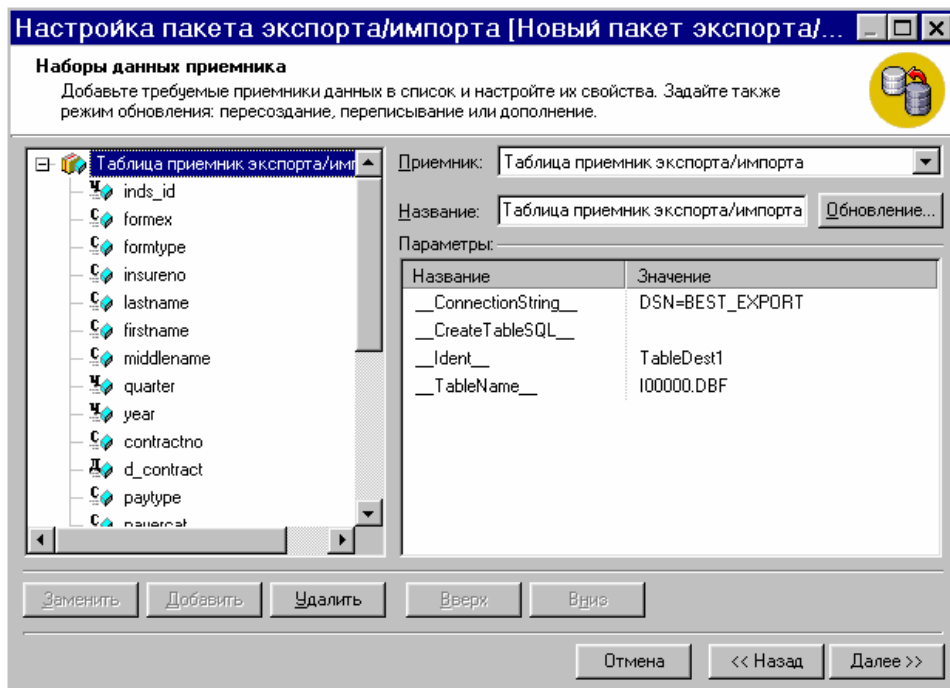 Настройка пакета экспорта/импорта [Новый пакет экспорта/...
Наборы данных приемника
Добавьте требуемые приемники данных в список и настройте их свойства. Задайте также
режим обновления: пересоздание, переписывание или дополнение.
Таблица приемник экспорта/имп
Ч inds_id
С formex
С formtype
С insureno
С lastname
С firstname
С middlename
Ч quarter
Ч year
С contractno
Д d_contract
С paytype
С payercat
Приемник: Таблица приемник экспорта/импорта
Название: Таблица приемник экспорта/импорта Обновление...
Параметры:
Название Значение
__ConnectionString__ DSN=BEST_EXPORT
__CreateTableSQL__
__Ident__ TableDest1
__TableName__ I00000.DBF
Заменить Добавить Удалить Вверх Вниз
Отмена << Назад Далее >>